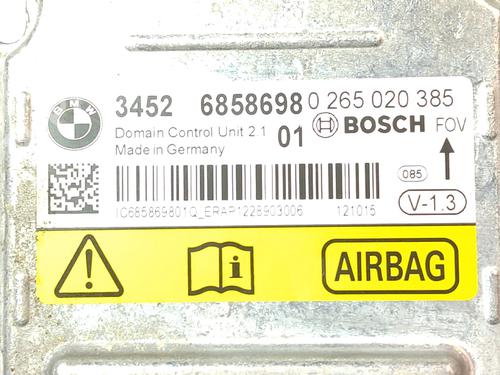 BMW
3452 6858698 0 265 020 385
Domain Control Unit 2.1 01 BOSCH FOV
Made in Germany
085
IC685869801Q_ERAP1228903006 121015
V-1.3
AIRBAG